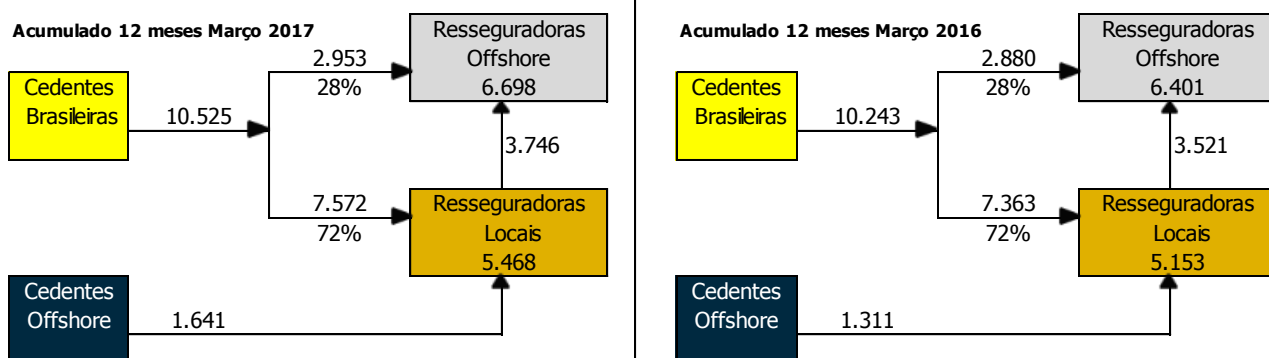 Acumulado 12 meses Março 2017
Resseguradoras
Offshore
6.698
2.953
28%
Cedentes
Brasileiras
10.525
3.746
7.572
72%
Resseguradoras
Locais
5.468
Cedentes
Offshore
1.641
Acumulado 12 meses Março 2016
Resseguradoras
Offshore
6.401
2.880
28%
Cedentes
Brasileiras
10.243
3.521
7.363
72%
Resseguradoras
Locais
5.153
Cedentes
Offshore
1.311